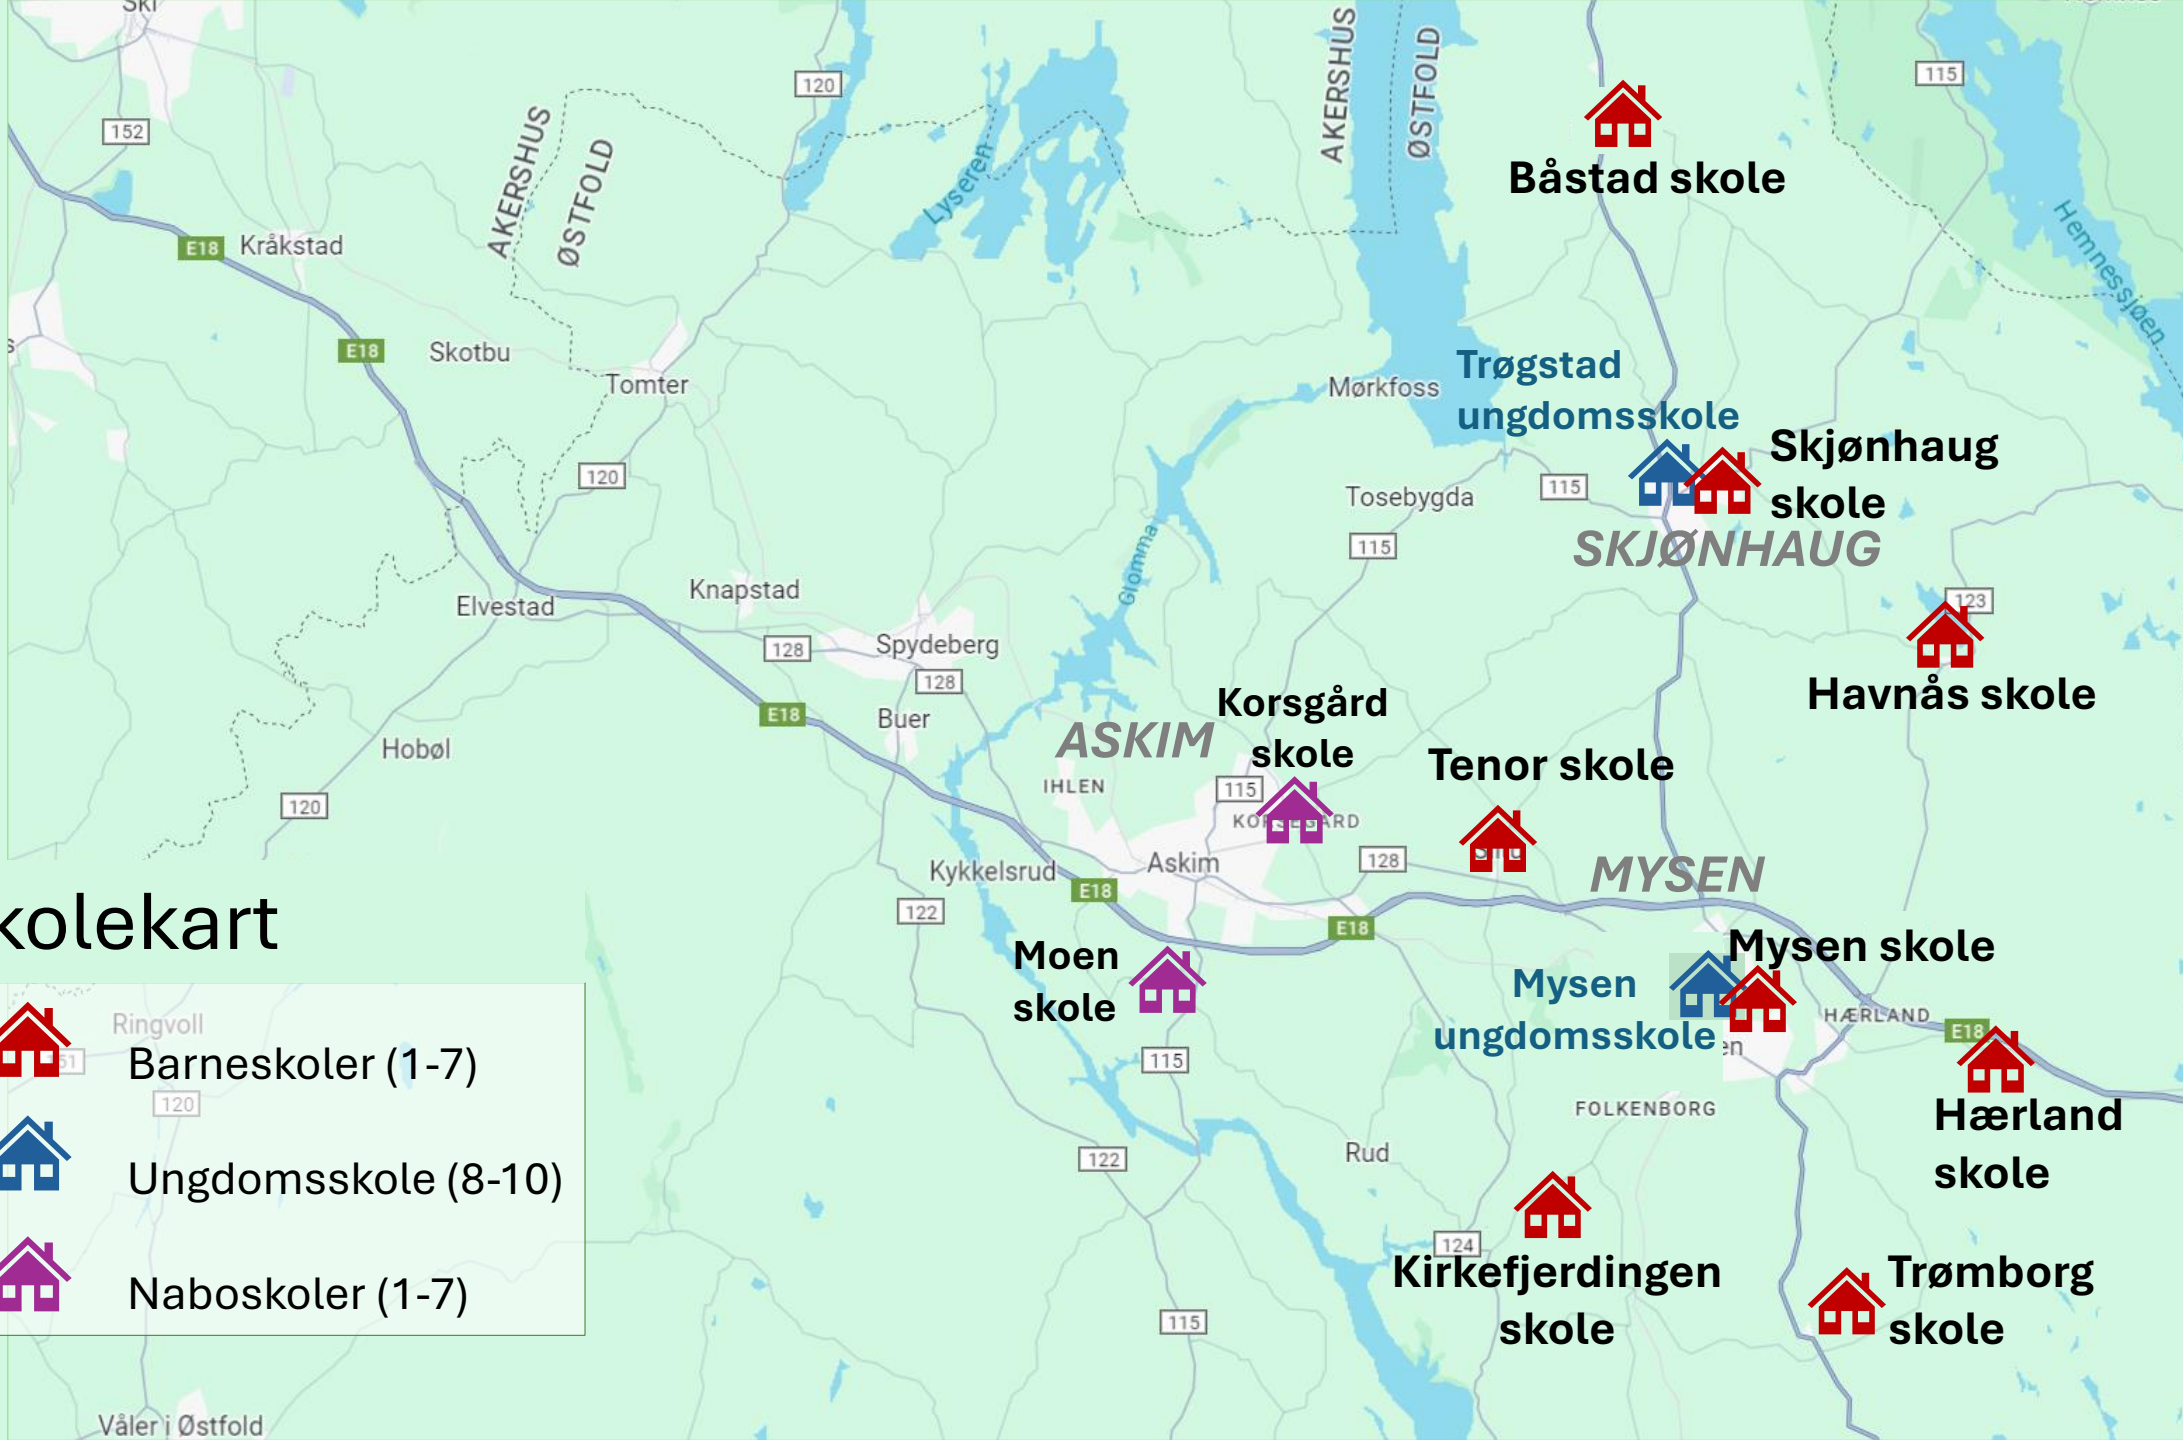 Ski
120
AKERSHUS
ØSTFOLD
115
152
Båstad skole
AKERSHUS
ØSTFOLD
Lyseren
Hemnessjøen
E18
Kråkstad
E18
Skotbu
Tomter
Mørkfoss
Trøgstad
ungdomsskole
Skjønhaug
skole
120
Tosebygda
115
SKJØNHAUG
115
Glomma
Elvestad
Knapstad
123
128
Spydeberg
128
Havnås skole
E18
Buer
Korsgård
skole
ASKIM
Hobøl
Tenor skole
IHLEN
115
120
KORSEGÅRD
Kykkelsrud
Askim
128
MYSEN
E18
122
E18
kolekart
Moen
skole
Mysen skole
Mysen
ungdomsskole
en
HÆRLAND
E18
Ringvoll
Barneskoler (1-7)
51
115
120
FOLKENBORG
Hærland
skole
Ungdomsskole (8-10)
122
Rud
124
Kirkefjerdingen
skole
Trømborg
skole
Naboskoler (1-7)
115
Våler i Østfold